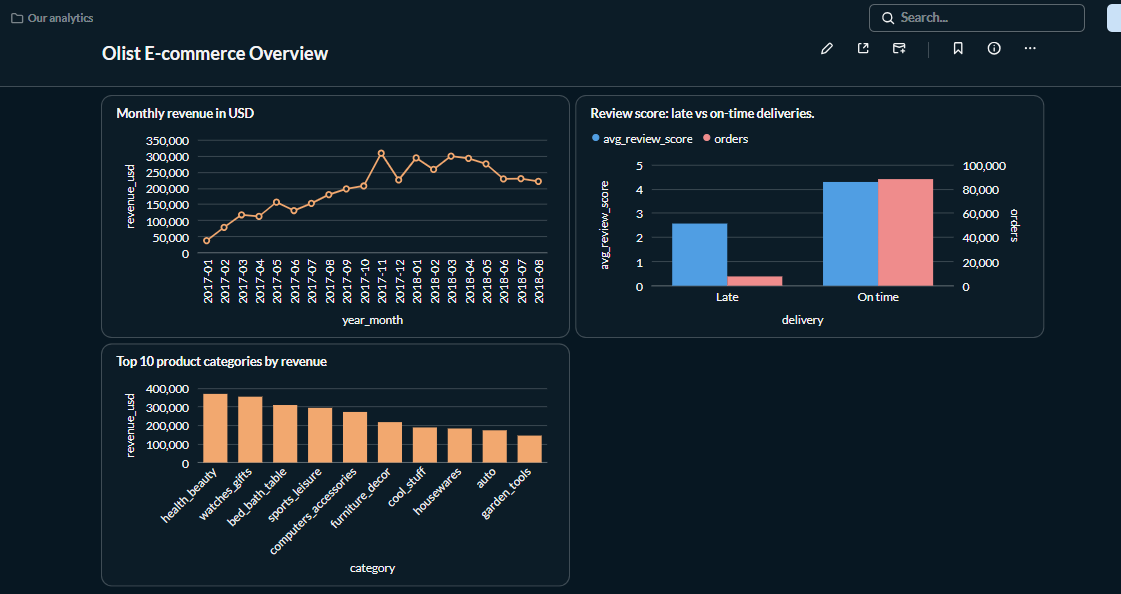 Our analytics
Search...
Olist E-commerce Overview
Monthly revenue in USD
350,000
300,000
250,000
200,000
150,000
100,000
50,000
0
revenue_usd
2017-01
2017-02
2017-03
2017-04
2017-05
2017-06
2017-07
2017-08
2017-09
2017-10
2017-11
2017-12
2018-01
2018-02
2018-03
2018-04
2018-05
2018-06
2018-07
2018-08
year_month
Review score: late vs on-time deliveries.
avg_review_score orders
5
4
3
2
1
0
avg_review_score
100,000
80,000
60,000
40,000
20,000
0
orders
Late On time
delivery
Top 10 product categories by revenue
400,000
300,000
200,000
100,000
0
revenue_usd
health_beauty
watches_gifts
bed_bath_table
sports_leisure
computers_accessories
furniture_decor
cool_stuff
housewares
auto
garden_tools
category